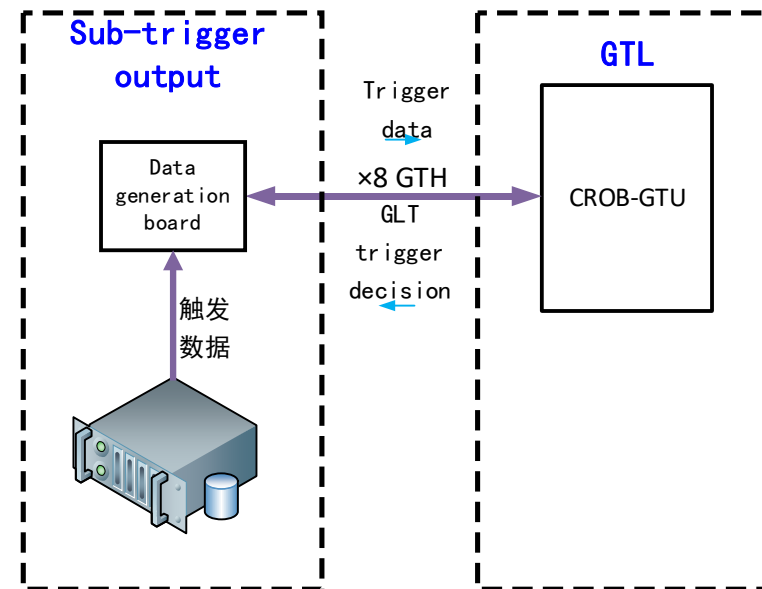 Sub-trigger
output
GTL
Trigger
data
×8 GTH
GLT
trigger
decision
Data
generation
board
CROB-GTU
触发
数据